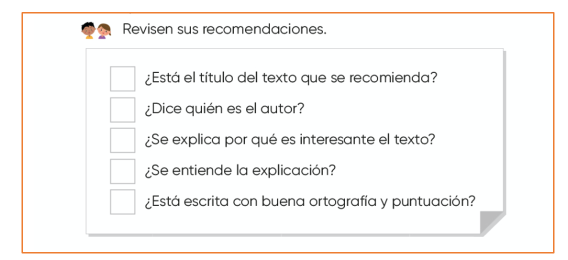 Revisen sus recomendaciones.
¿Está el título del texto que se recomienda?
¿Dice quién es el autor?
¿Se explica por qué es interesante el texto?
¿Se entiende la explicación?
¿Está escrita con buena ortografía y puntuación?